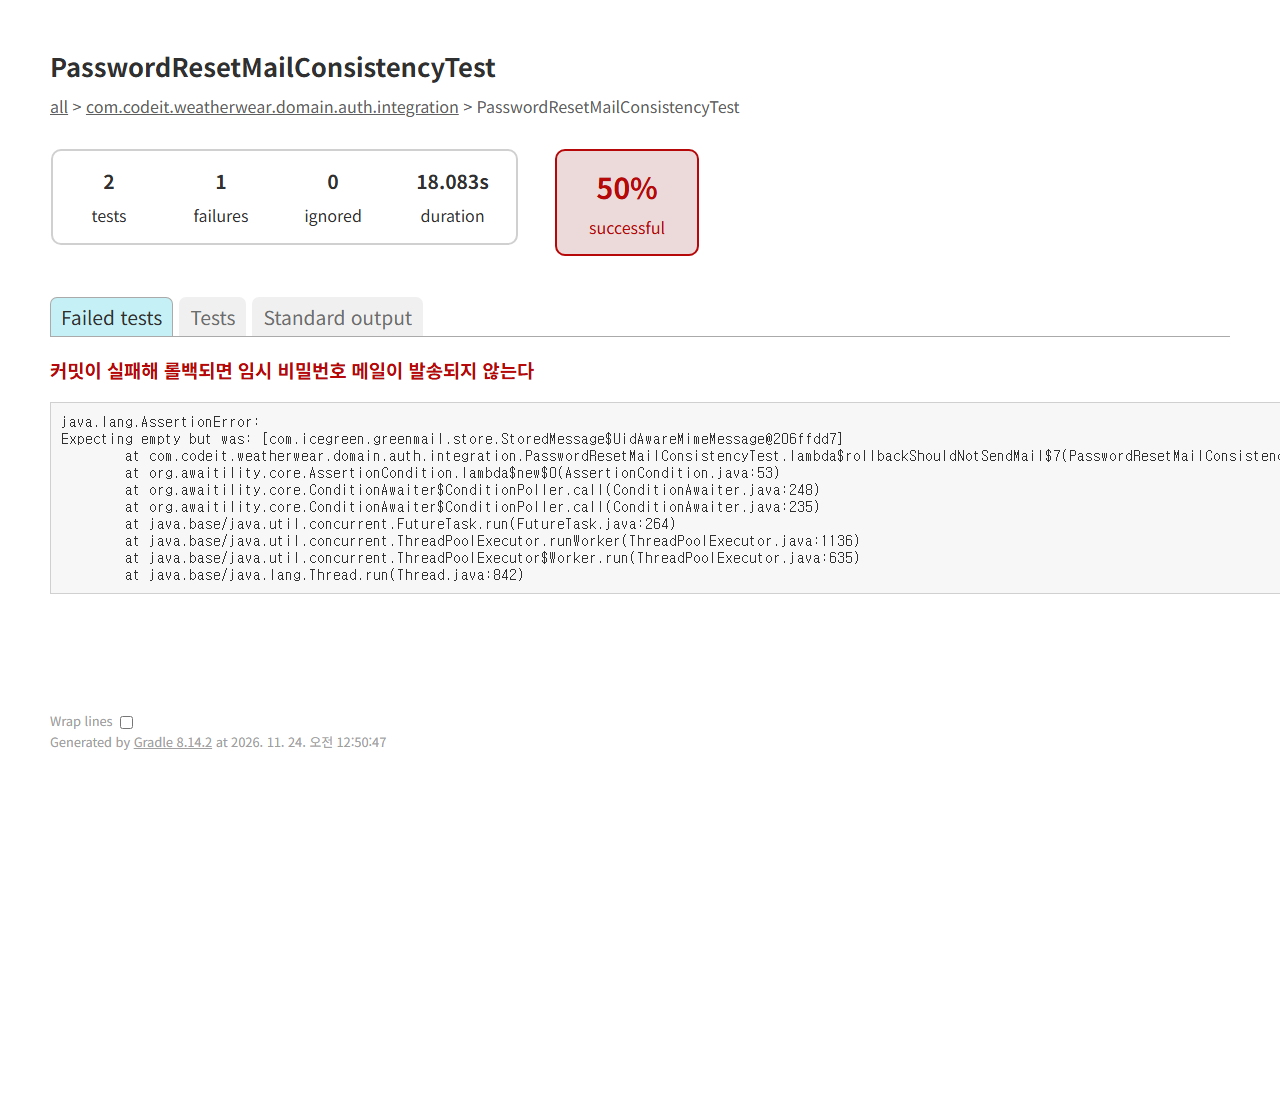 PasswordResetMailConsistencyTest
all > com.codeit.weatherwear.domain.auth.integration > PasswordResetMailConsistencyTest
2 1 0 18.083s
tests failures ignored duration
50%
successful
Failed tests Tests Standard output
커밋이 실패해 롤백되면 임시 비밀번호 메일이 발송되지 않는다
java.lang.AssertionError:
Expecting empty but was: [com.icegreen.greenmail.store.StoredMessage$UidAwareMimeMessage@206ffdd7]
at com.codeit.weatherwear.domain.auth.integration.PasswordResetMailConsistencyTest.lambda$rollbackShouldNotSendMail$7(PasswordResetMailConsistenc
at org.awaitility.core.AssertionCondition.lambda$new$0(AssertionCondition.java:53)
at org.awaitility.core.ConditionAwaiter$ConditionPoller.call(ConditionAwaiter.java:248)
at org.awaitility.core.ConditionAwaiter$ConditionPoller.call(ConditionAwaiter.java:235)
at java.base/java.util.concurrent.FutureTask.run(FutureTask.java:264)
at java.base/java.util.concurrent.ThreadPoolExecutor.runWorker(ThreadPoolExecutor.java:1136)
at java.base/java.util.concurrent.ThreadPoolExecutor$Worker.run(ThreadPoolExecutor.java:635)
at java.base/java.lang.Thread.run(Thread.java:842)
Wrap lines
Generated by Gradle 8.14.2 at 2026. 11. 24. 오전 12:50:47